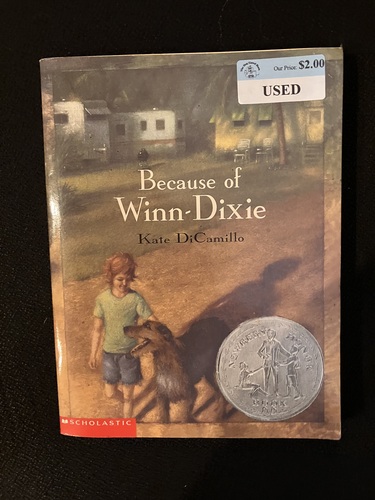 Our Price: $2.00
USED
Because of
Winn-Dixie
Kate DiCamillo
SCHOLASTIC